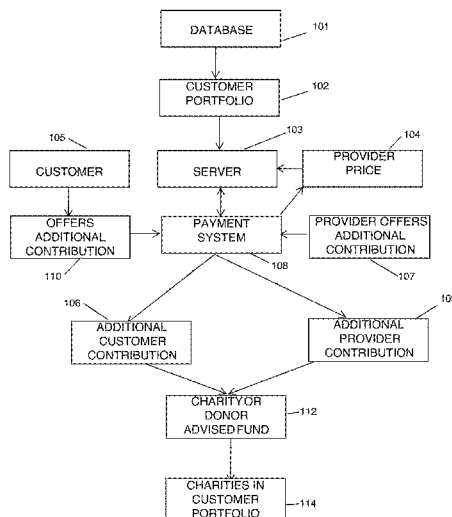 DATABASE
101
CUSTOMER
PORTFOLIO
102
105
103
104
CUSTOMER
SERVER
PROVIDER
PRICE
OFFERS
ADDITIONAL
CONTRIBUTION
110
PAYMENT
SYSTEM
108
PROVIDER OFFERS
ADDITIONAL
CONTRIBUTION
107
109
10
ADDITIONAL
CUSTOMER
CONTRIBUTION
ADDITIONAL
PROVIDER
CONTRIBUTION
CHARITY OR
DONOR
ADVISED FUND
112
CHARITIES IN
CUSTOMER
PORTFOLIO
114